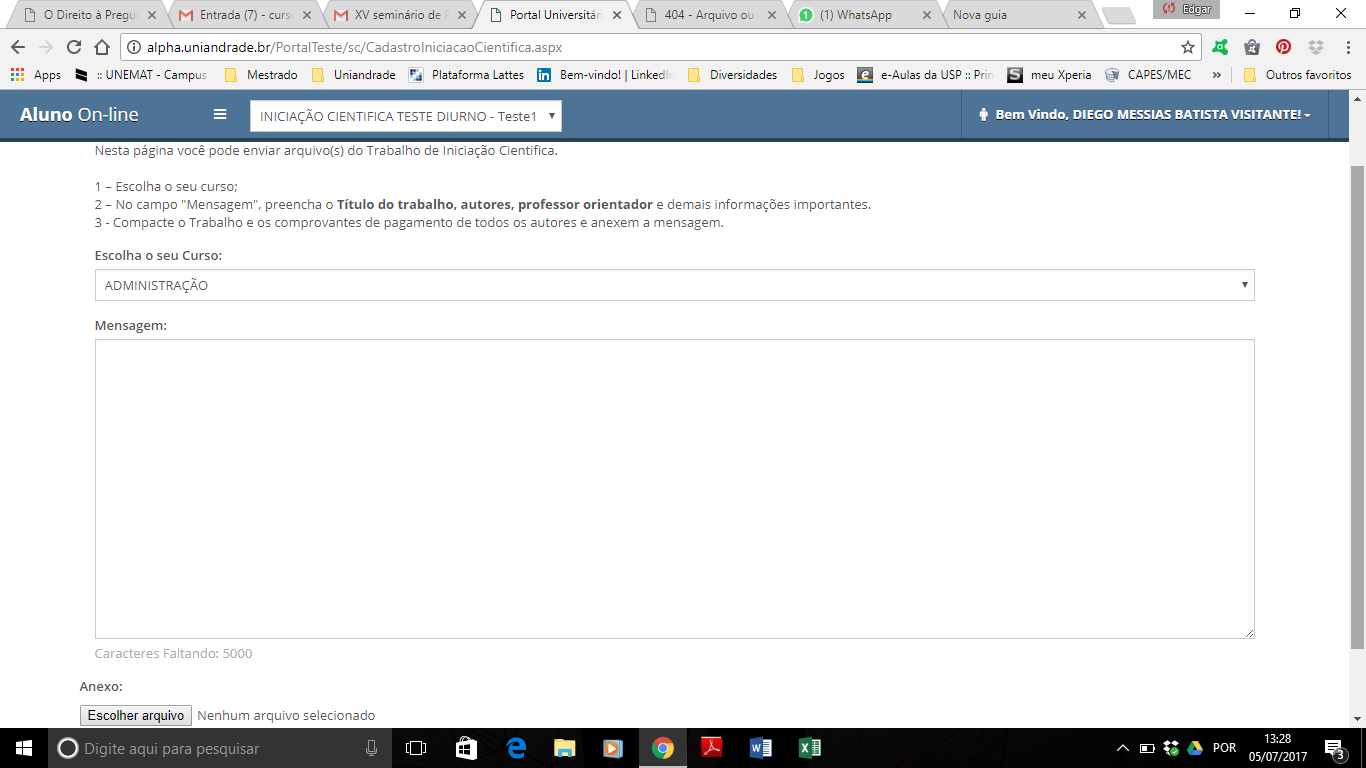 O Direito à Pregu
Entrada (7) - curs
XV seminário de P
Portal Universitári
404 - Arquivo ou
(1) WhatsApp
Nova guia
Edgar
alpha.uniandrade.br/PortalTeste/sc/CadastroIniciacaoCientifica.aspx
Apps
:: UNEMAT - Campus
Mestrado
Uniandrade
Plataforma Lattes
Bem-vindo! | LinkedIn
Diversidades
Jogos
e-Aulas da USP :: Prin
meu Xperia
CAPES/MEC
»
Outros favoritos
Aluno On-line
INICIAÇÃO CIENTIFICA TESTE DIURNO - Teste1
Bem Vindo, DIEGO MESSIAS BATISTA VISITANTE!
Nesta página você pode enviar arquivo(s) do Trabalho de Iniciação Cientifica.
1 – Escolha o seu curso;
2 – No campo "Mensagem", preencha o Título do trabalho, autores, professor orientador e demais informações importantes.
3 - Compacte o Trabalho e os comprovantes de pagamento de todos os autores e anexem a mensagem.
Escolha o seu Curso:
ADMINISTRAÇÃO
Mensagem:
Caracteres Faltando: 5000
Anexo:
Escolher arquivo Nenhum arquivo selecionado
Digite aqui para pesquisar
POR
13:28
05/07/2017
3